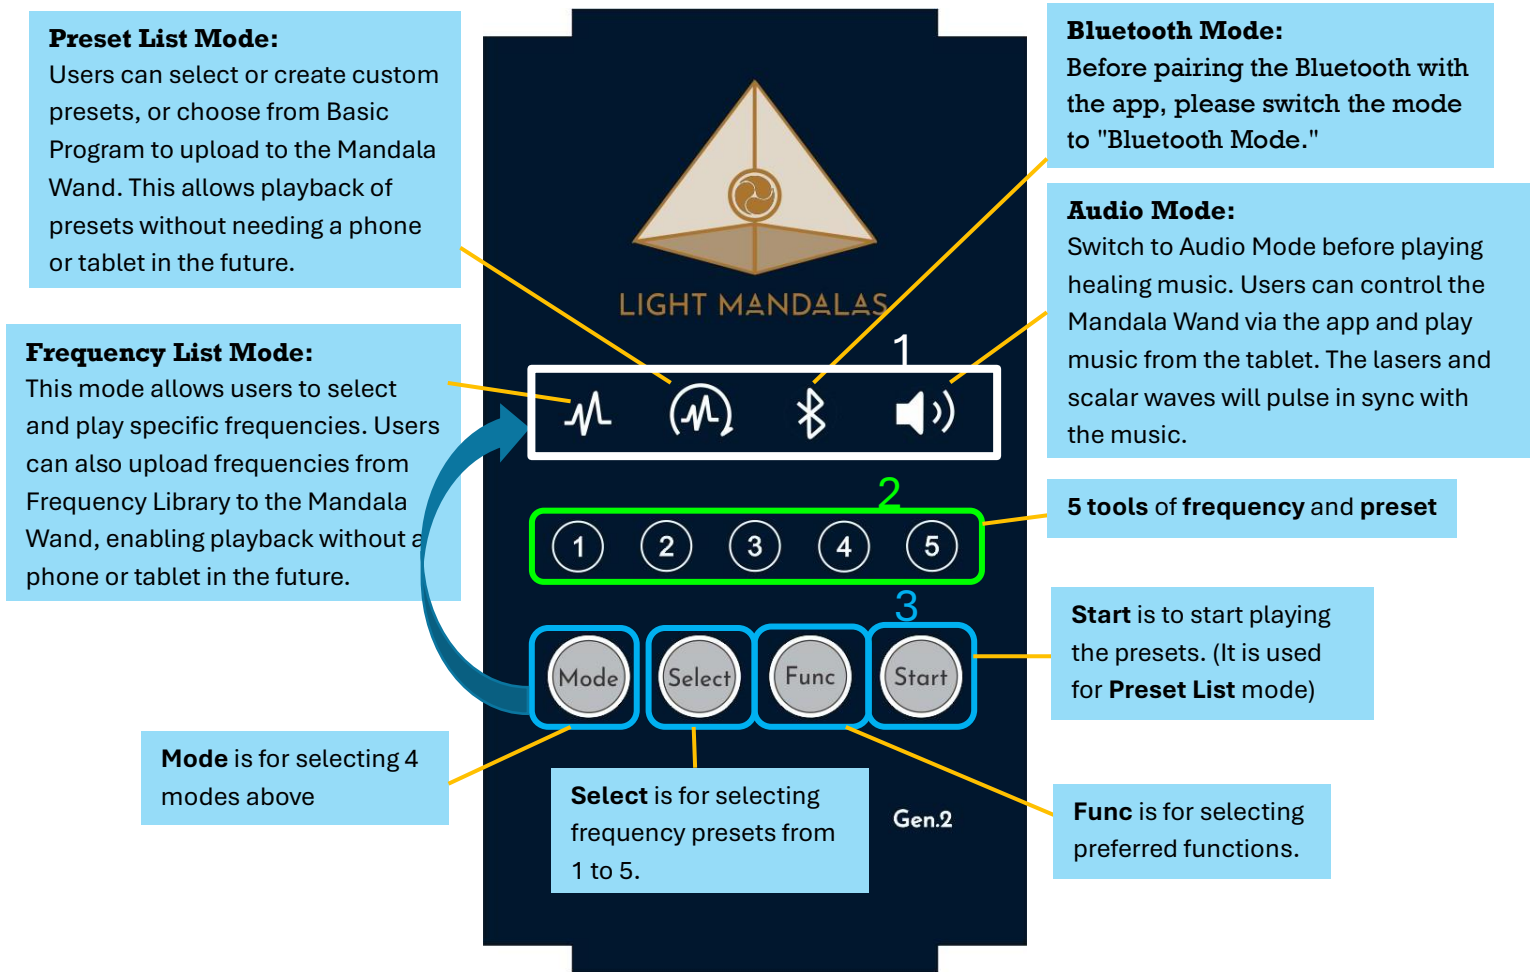 Preset List Mode:
Users can select or create custom
presets, or choose from Basic
Program to upload to the Mandala
Wand. This allows playback of
presets without needing a phone
or tablet in the future.
Frequency List Mode:
This mode allows users to select
and play specific frequencies. Users
can also upload frequencies from
Frequency Library to the Mandala
Wand, enabling playback without a
phone or tablet in the future.
LIGHT MANDALAS
Bluetooth Mode:
Before pairing the Bluetooth with
the app, please switch the mode
to "Bluetooth Mode."
Audio Mode:
Switch to Audio Mode before playing
healing music. Users can control the
Mandala Wand via the app and play
music from the tablet. The lasers and
scalar waves will pulse in sync with
the music.
1
2
1 2 3 4 5
5 tools of frequency and preset
3
Mode Select Func Start
Start is to start playing
the presets. (It is used
for Preset List mode)
Mode is for selecting 4
modes above
Select is for selecting
frequency presets from
1 to 5.
Gen.2
Func is for selecting
preferred functions.